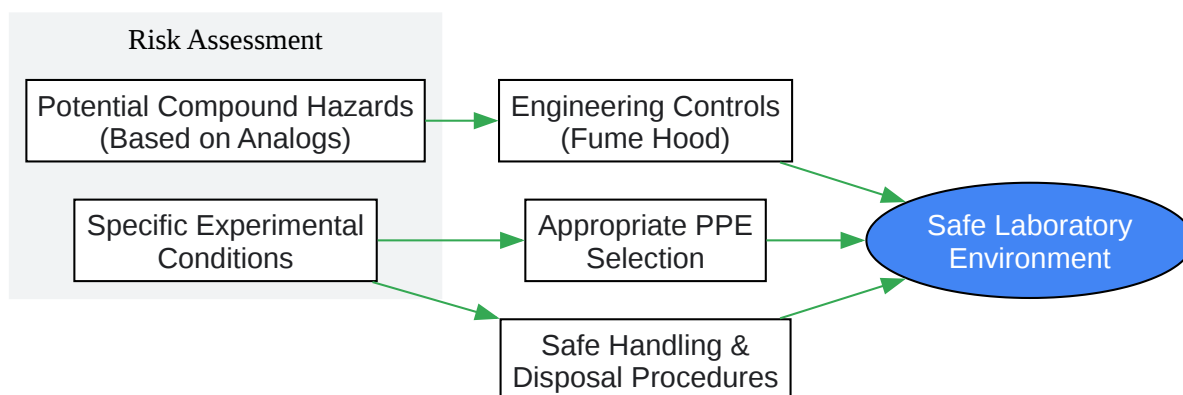 Risk Assessment
Potential Compound Hazards
(Based on Analogs)
Engineering Controls
(Fume Hood)
Specific Experimental
Conditions
Appropriate PPE
Selection
Safe Laboratory
Environment
Safe Handling &
Disposal Procedures